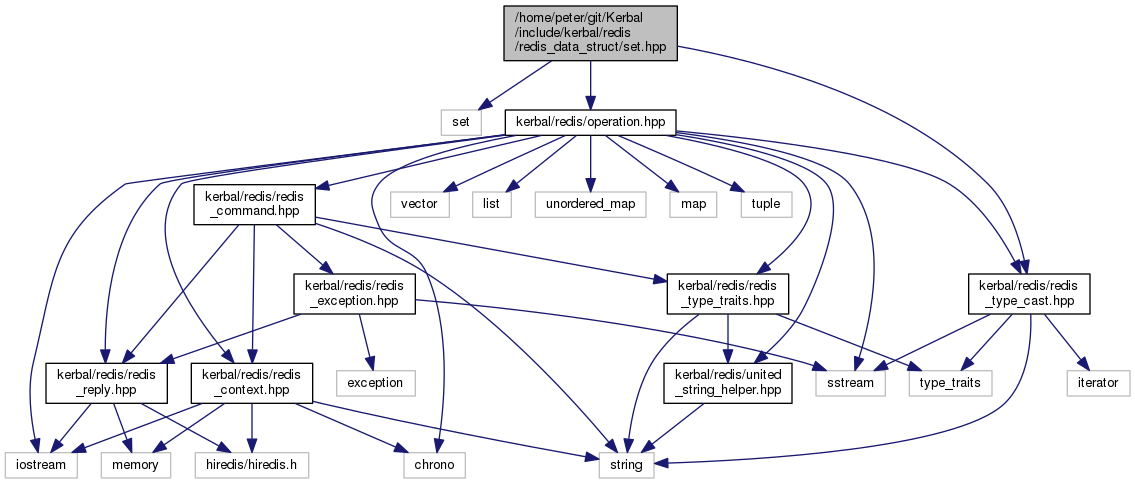 /home/peter/git/Kerbal
/include/kerbal/redis
/redis_data_struct/set.hpp
set
kerbal/redis/operation.hpp
kerbal/redis/redis
_command.hpp
vector
list
unordered_map
map
tuple
kerbal/redis/redis
_exception.hpp
kerbal/redis/redis
_type_traits.hpp
kerbal/redis/redis
_type_cast.hpp
kerbal/redis/redis
_reply.hpp
kerbal/redis/redis
_context.hpp
exception
kerbal/redis/united
_string_helper.hpp
sstream
type_traits
iterator
iostream
memory
hiredis/hiredis.h
chrono
string